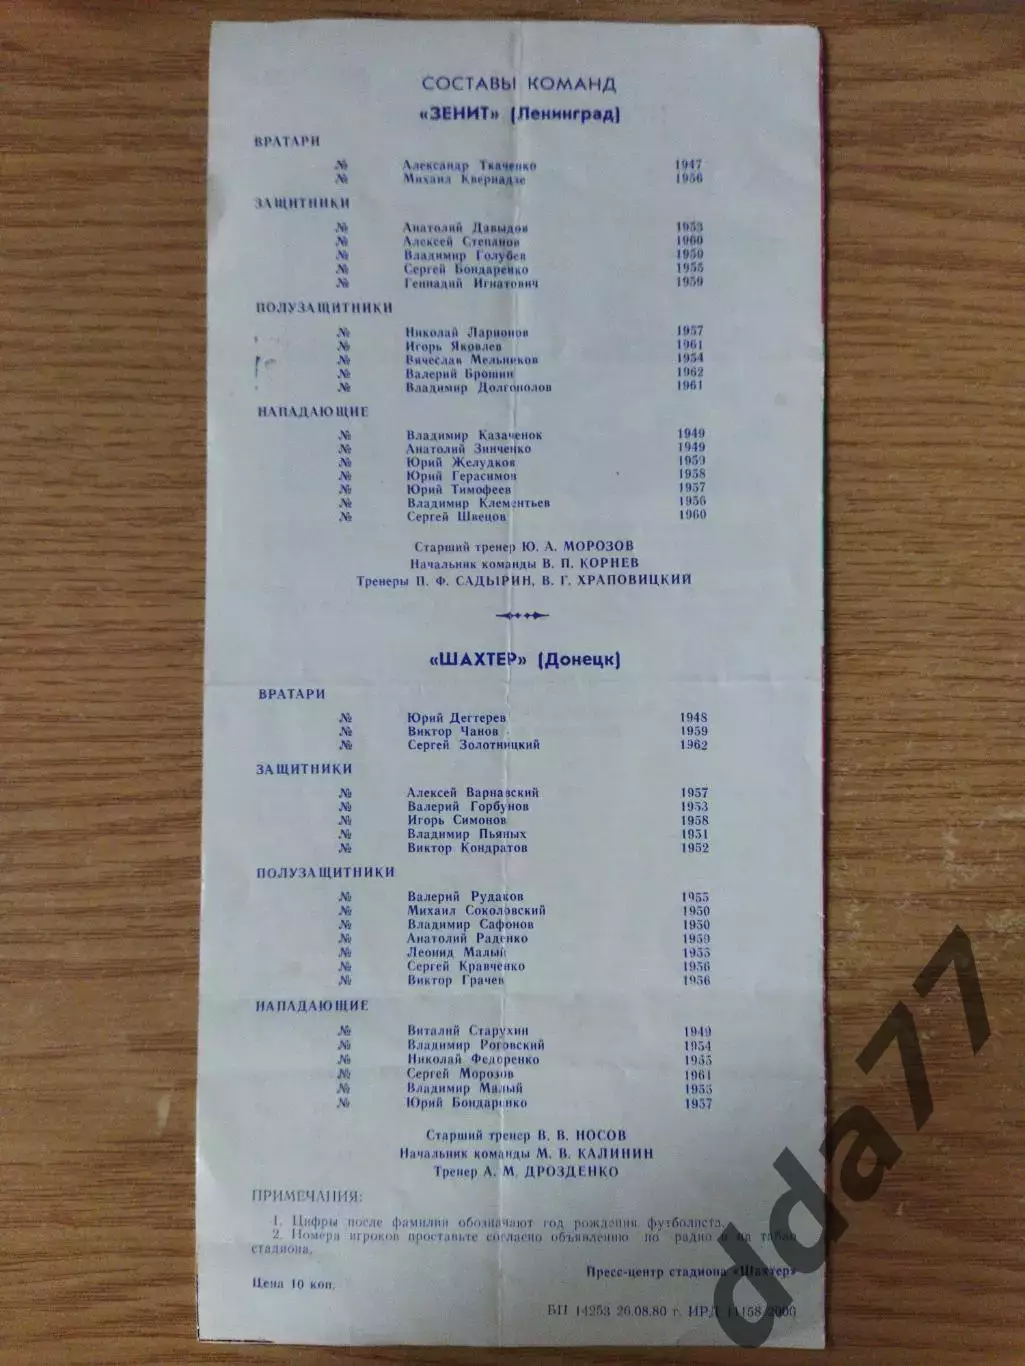 СОСТАВЫ КОМАНД
«ЗЕНИТ» (Ленинград)
ВРАТАРИ
№ Александр Ткаченко 1947
№ Михаил Квернадзе 1956
ЗАЩИТНИКИ
№ Анатолий Давыдов 1953
№ Алексей Степанов 1960
№ Владимир Голубев 1950
№ Сергей Бондаренко 1955
№ Геннадий Игнатович 1959
ПОЛУЗАЩИТНИКИ
№ Николай Ларионов 1957
№ Игорь Яковлев 1961
№ Вячеслав Мельников 1954
№ Валерий Брошин 1962
№ Владимир Долгополов 1961
НАПАДАЮЩИЕ
№ Владимир Казаченок 1949
№ Анатолий Зинченко 1949
№ Юрий Желудков 1959
№ Юрий Герасимов 1958
№ Юрий Тимофеев 1957
№ Владимир Клементьев 1956
№ Сергей Швецов 1960
Старший тренер Ю. А. МОРОЗОВ
Начальник команды В. П. КОРНЕВ
Тренеры П. Ф. САДЫРИН, В. Г. ХРАПОВИЦКИЙ
«ШАХТЕР» (Донецк)
ВРАТАРИ
№ Юрий Дегтерев 1948
№ Виктор Чанов 1959
№ Сергей Золотницкий 1962
ЗАЩИТНИКИ
№ Алексей Варнавский 1957
№ Валерий Горбунов 1953
№ Игорь Симонов 1958
№ Владимир Пьяных 1951
№ Виктор Кондратов 1952
ПОЛУЗАЩИТНИКИ
№ Валерий Рудаков 1955
№ Михаил Соколовский 1950
№ Владимир Сафонов 1950
№ Анатолий Раденко 1959
№ Леонид Малый 1955
№ Сергей Кравченко 1956
№ Виктор Грачев 1956
НАПАДАЮЩИЕ
№ Виталий Старухин 1949
№ Владимир Роговский 1954
№ Николай Федоренко 1955
№ Сергей Морозов 1961
№ Владимир Малый 1955
№ Юрий Бондаренко 1957
Старший тренер В. В. НОСОВ
Начальник команды М. В. КАЛИНИН
Тренер А. М. ДРОЗДЕНКО
ПРИМЕЧАНИЯ:
1. Цифры после фамилии обозначают год рождения футболиста.
2. Номера игроков проставьте согласно объявлению по радио и на табло
стадиона.
Пресс-центр стадиона «Шахтер»
Цена 10 коп.
БП 14253 26.08.80 г. ИРД 11158-2000
dda77